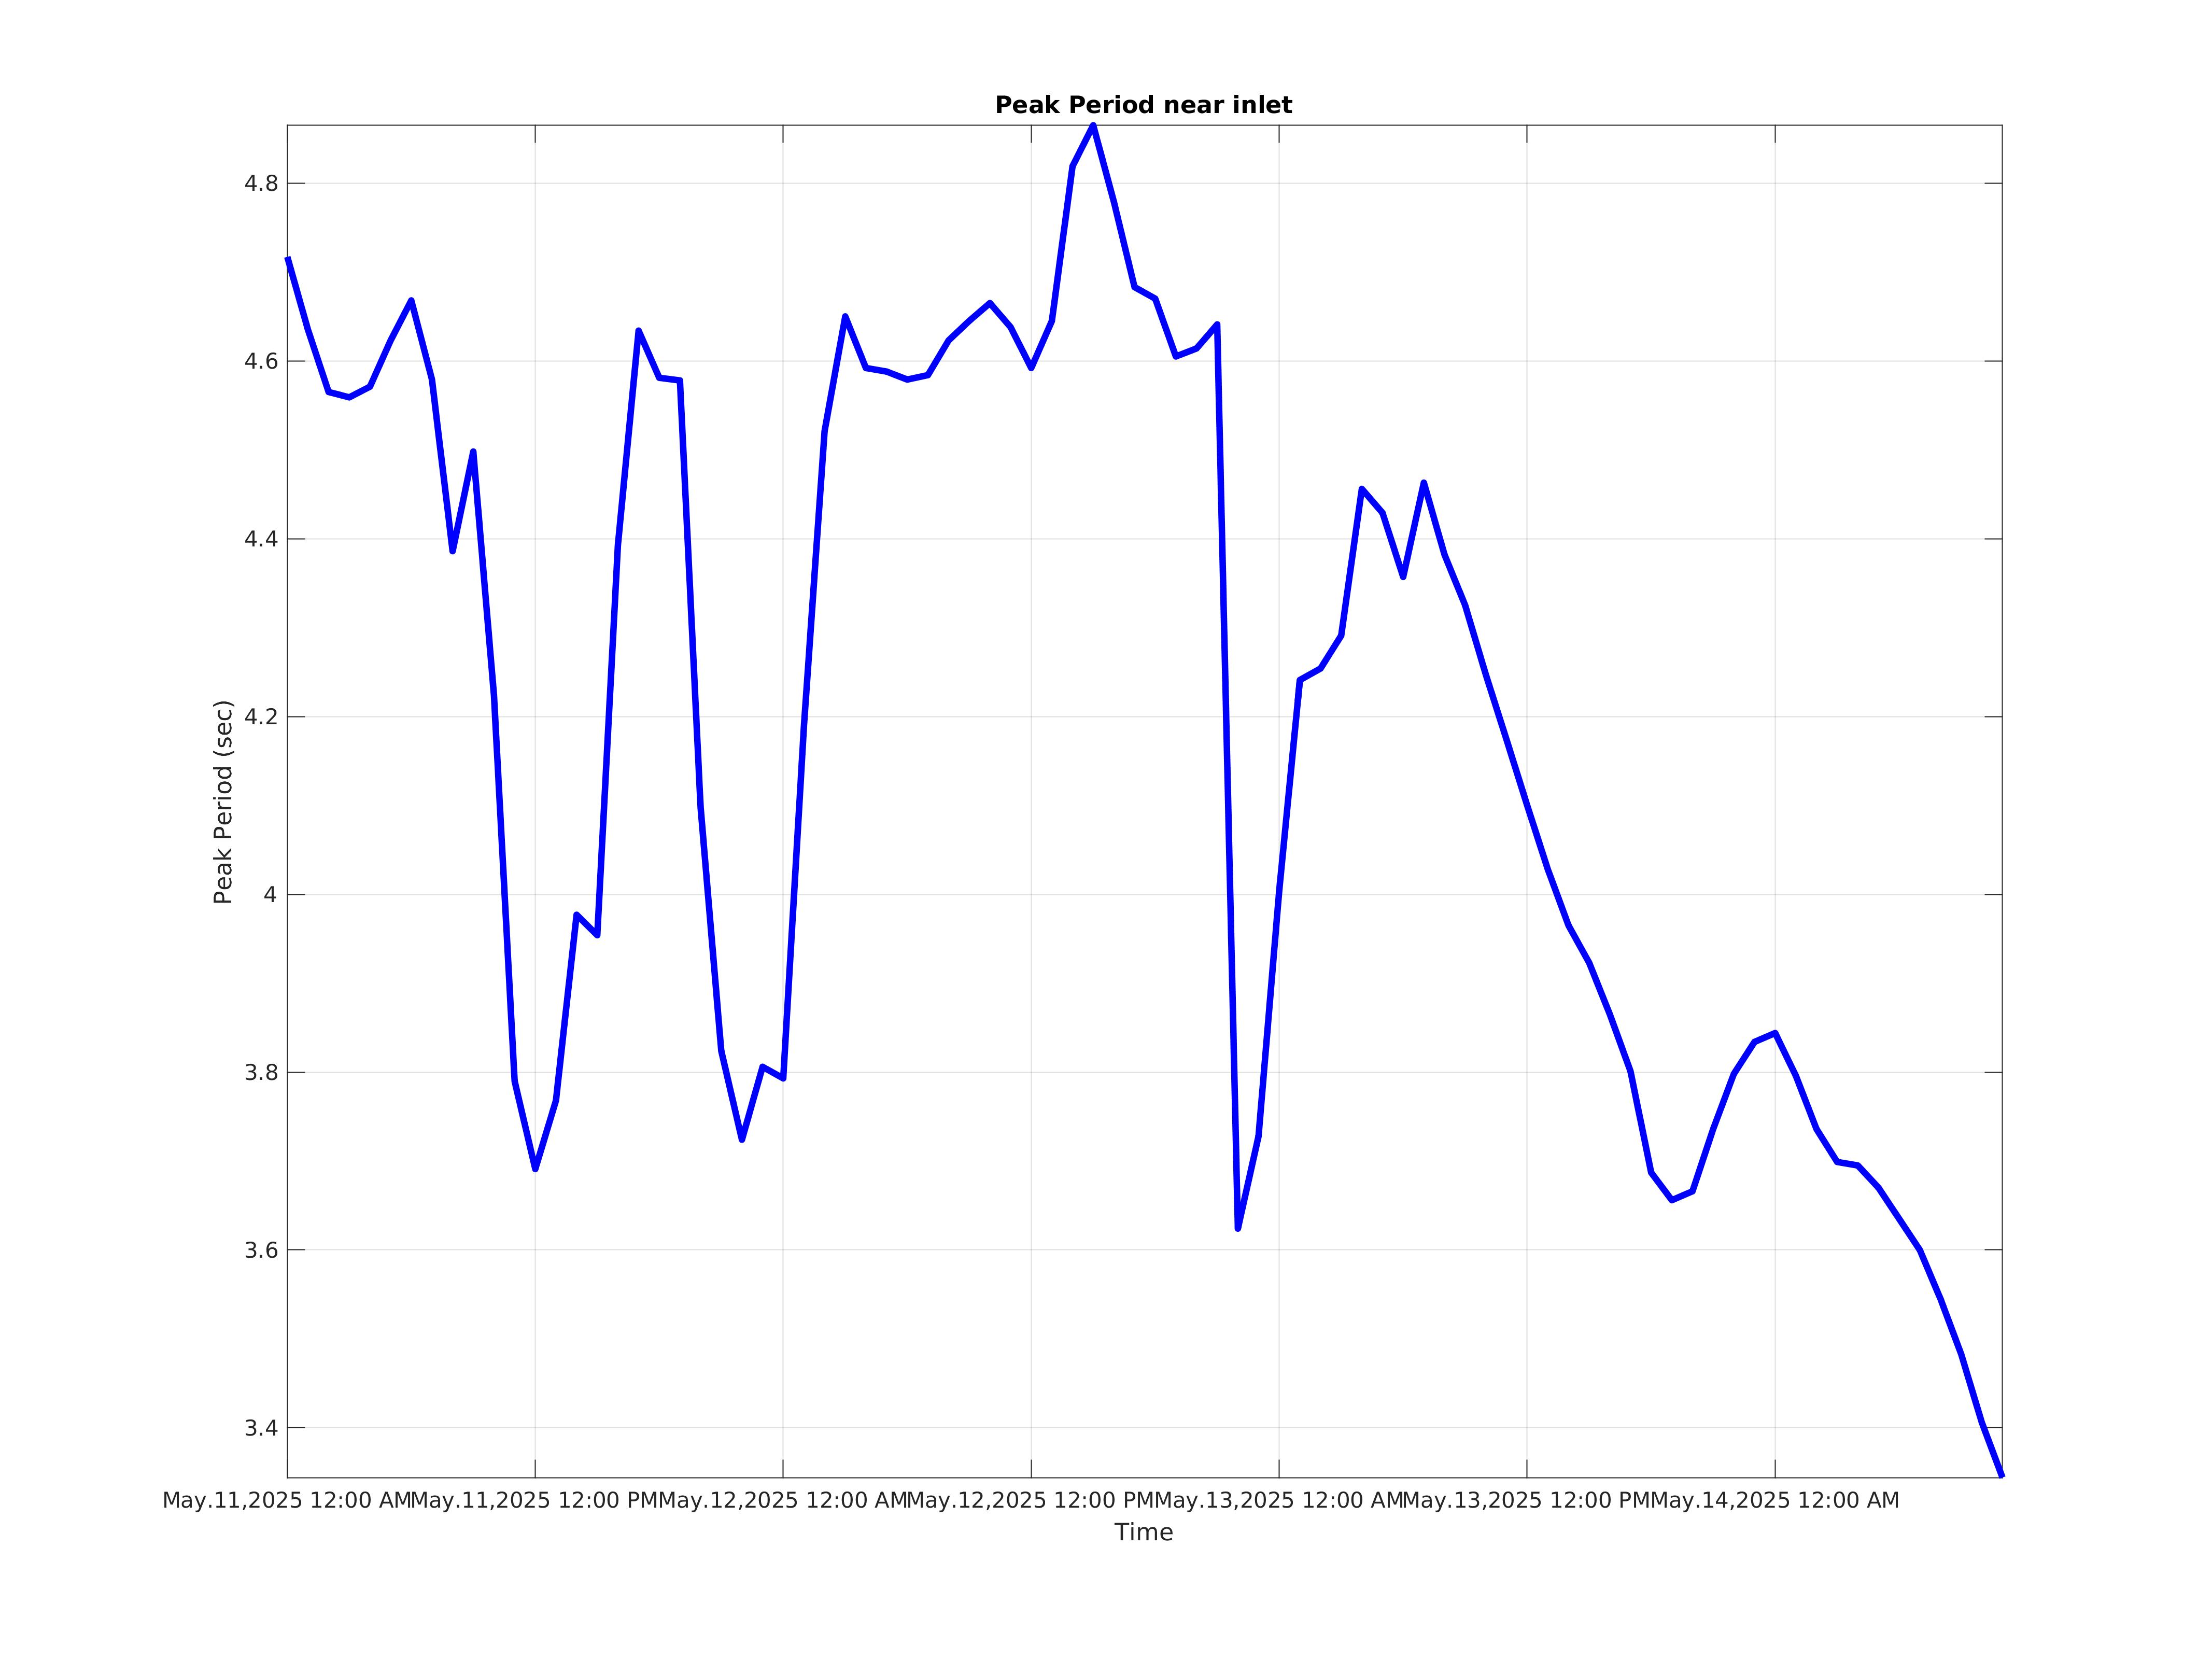 Peak Period near inlet
4.8
4.6
4.4
4.2
4
3.8
3.6
3.4
Peak Period (sec)
May.11,2025 12:00 AM May.11,2025 12:00 PM May.12,2025 12:00 AM May.12,2025 12:00 PM May.13,2025 12:00 AM May.13,2025 12:00 PM May.14,2025 12:00 AM
Time